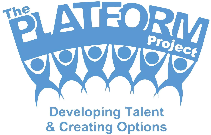 The
PLATFORM
Project
Developing Talent
& Creating Options